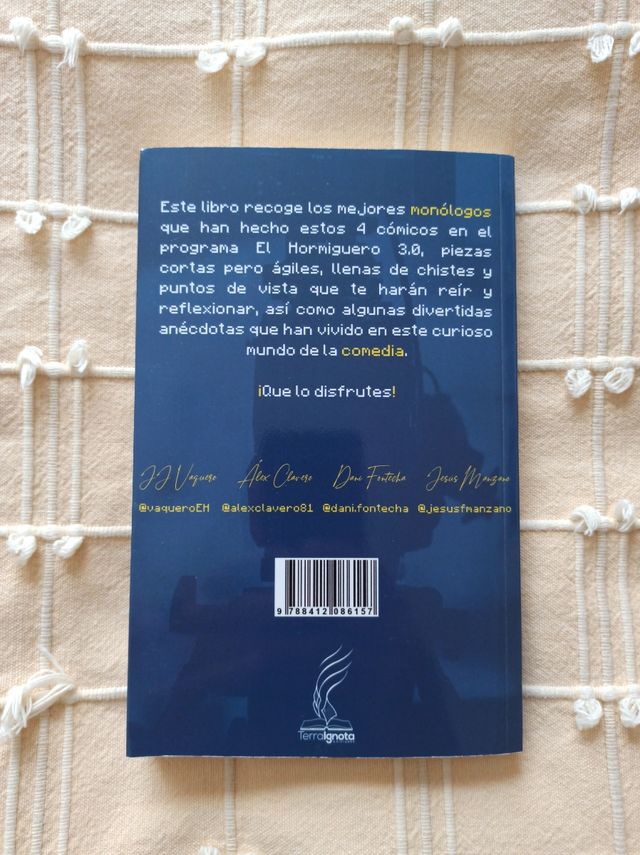 Este libro recoge los mejores monólogos
que han hecho estos 4 cómicos en el
programa El Hormiguero 3.0, piezas
cortas pero ágiles, llenas de chistes y
puntos de vista que te harán reír y
reflexionar, así como algunas divertidas
anécdotas que han vivido en este curioso
mundo de la comedia.
¡Que lo disfrutes!
JJ Vaquero Álex Clavero Dani Fontecha Jesus Manzano
@vaqueroEH @alexclavero81 @dani.fontecha @jesusfmanzano
9 788412 086157
TerraIgnota